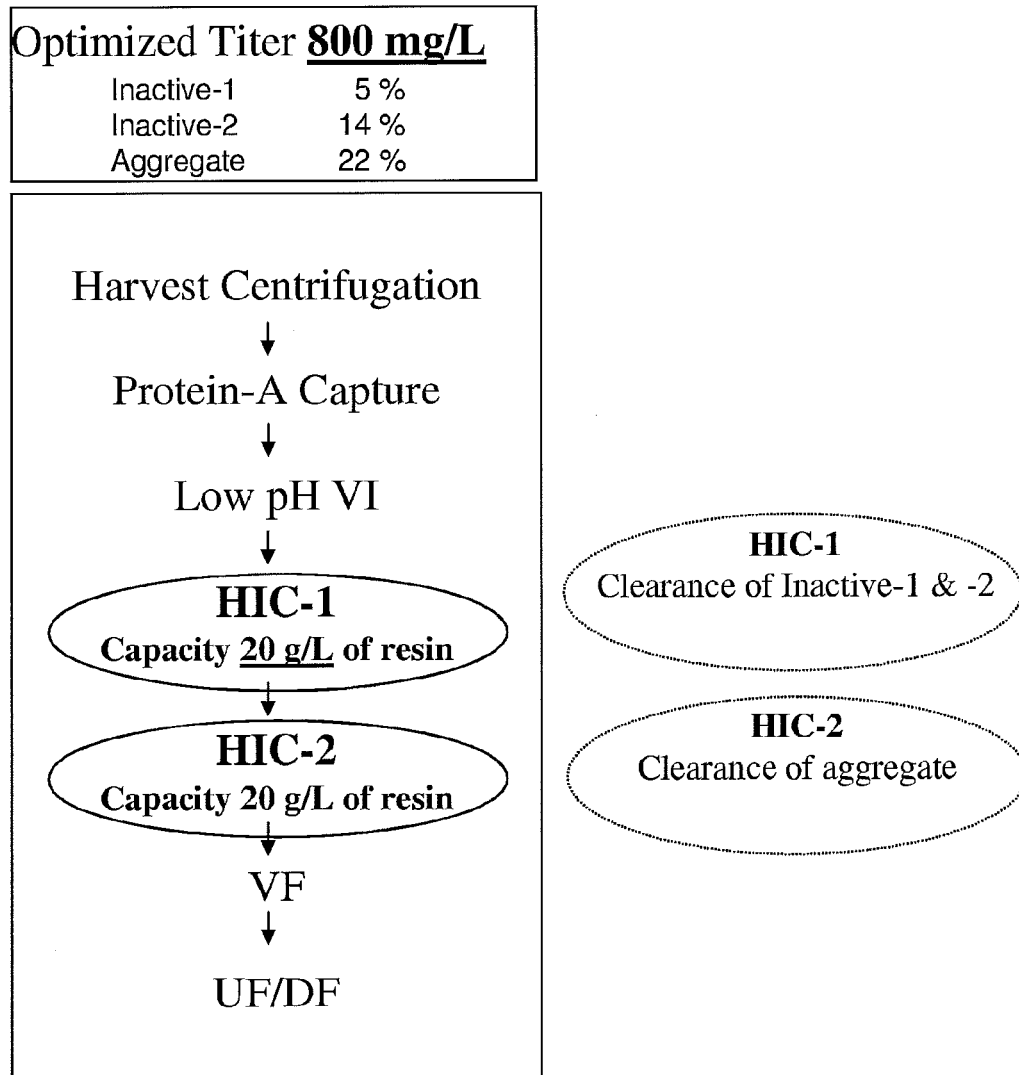 Optimized Titer 800 mg/L
Inactive-1 5 %
Inactive-2 14 %
Aggregate 22 %
Harvest Centrifugation
Protein-A Capture
Low pH VI
HIC-1
Capacity 20 g/L of resin
HIC-2
Capacity 20 g/L of resin
VF
UF/DF
HIC-1
Clearance of Inactive-1 & -2
HIC-2
Clearance of aggregate